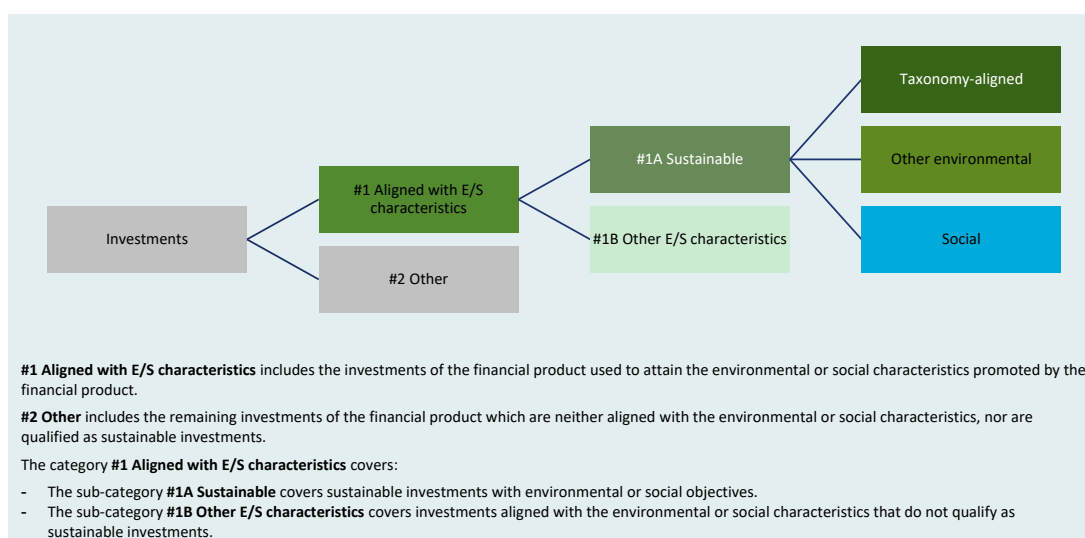 Taxonomy-aligned
#1A Sustainable
Other environmental
#1 Aligned with E/S
characteristics
Investments
#1B Other E/S characteristics
Social
#2 Other
#1 Aligned with E/S characteristics includes the investments of the financial product used to attain the environmental or social characteristics promoted by the
financial product.
#2 Other includes the remaining investments of the financial product which are neither aligned with the environmental or social characteristics, nor are
qualified as sustainable investments.
The category #1 Aligned with E/S characteristics covers:
- The sub-category #1A Sustainable covers sustainable investments with environmental or social objectives.
- The sub-category #1B Other E/S characteristics covers investments aligned with the environmental or social characteristics that do not qualify as
sustainable investments.